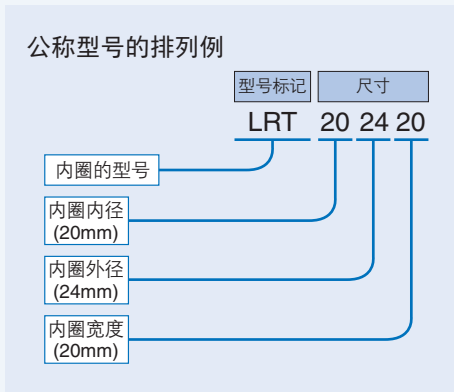 公称型号的排列例
型号标记 尺寸
LRT 20 24 20
内圈的型号
内圈内径
(20mm)
内圈外径
(24mm)
内圈宽度
(20mm)